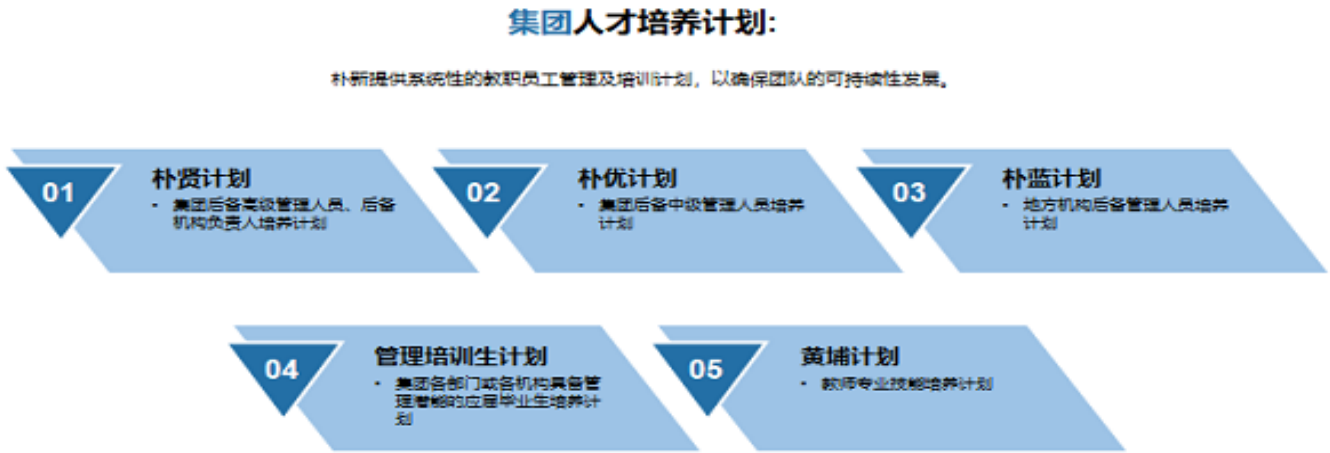 集团人才培养计划:
朴新提供系统性的教职员工管理及培训计划，以确保团队的可持续性发展。
01
朴贤计划
• 集团后备高级管理人员、后备
机构负责人培养计划
02
朴优计划
• 集团后备中级管理人员培养
计划
03
朴蓝计划
• 地方机构后备管理人员培养
计划
04
管理培训生计划
• 集团各部门或各机构具备管
理潜能的应届毕业生培养计
划
05
黄埔计划
• 教师专业技能培养计划